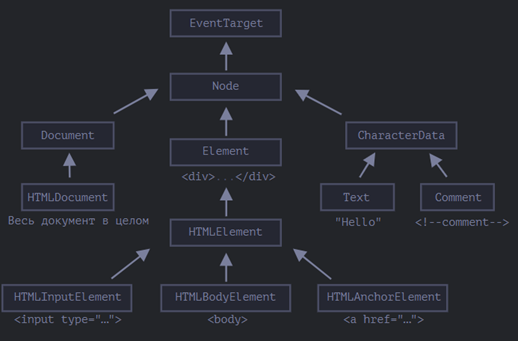 EventTarget
Node
Document
Element
CharacterData
<div>...</div>
HTMLDocument
Text
Comment
Весь документ в целом
"Hello"
<!--comment-->
HTMLElement
HTMLInputElement
HTMLBodyElement
HTMLAnchorElement
<input type="…">
<body>
<a href="…">